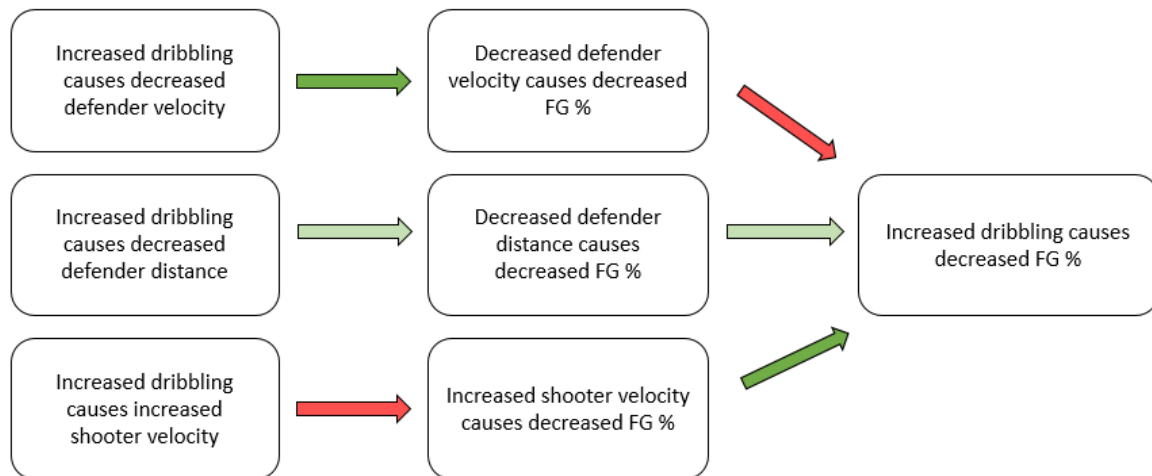 Increased dribbling
causes decreased
defender velocity
Decreased defender
velocity causes decreased
FG %
Increased dribbling
causes decreased
defender distance
Decreased defender
distance causes
decreased FG %
Increased dribbling causes
decreased FG %
Increased dribbling
causes increased
shooter velocity
Increased shooter velocity
causes decreased FG %